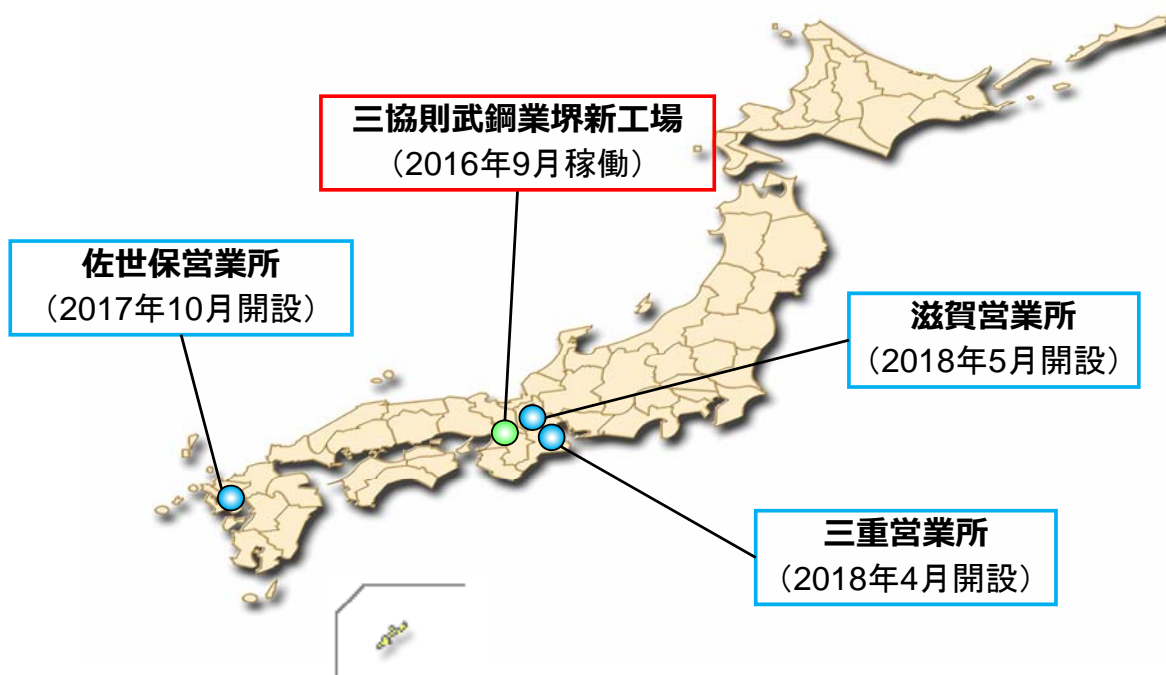 三協則武鋼業堺新工場
（2016年9月稼働）
佐世保営業所
（2017年10月開設）
滋賀営業所
（2018年5月開設）
三重営業所
（2018年4月開設）